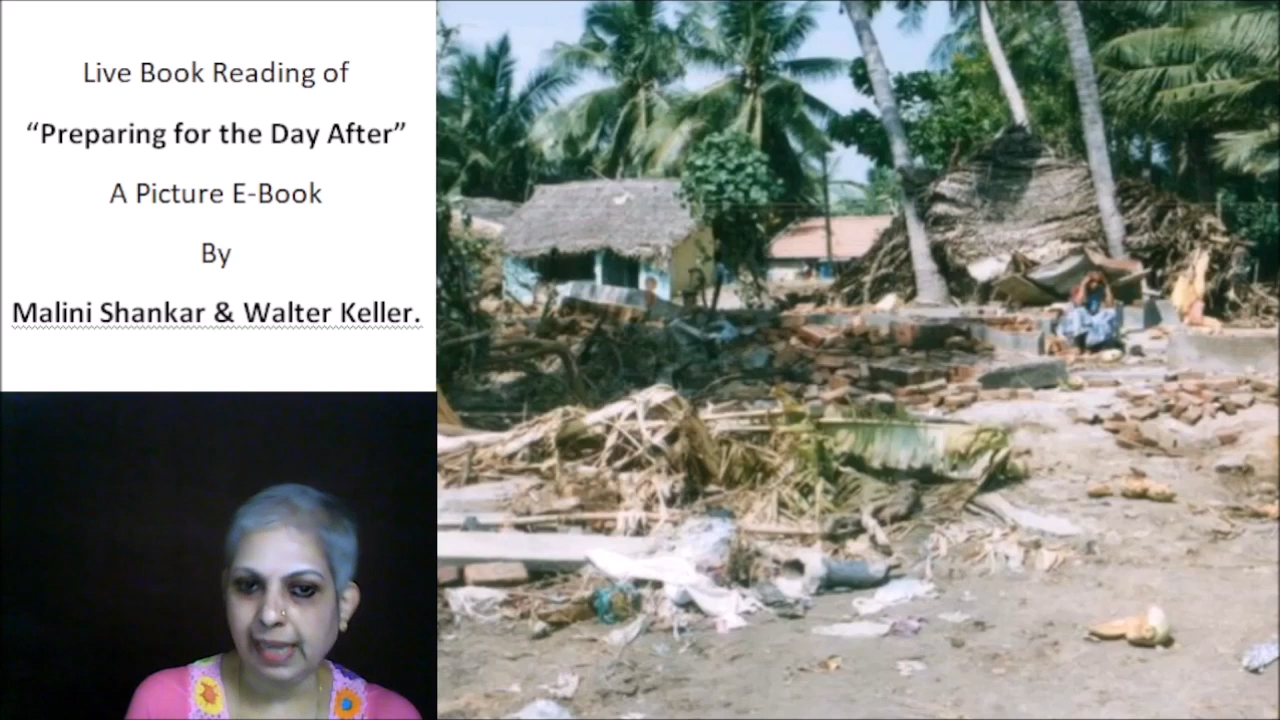 Live Book Reading of
“Preparing for the Day After”
A Picture E-Book
By
Malini Shankar & Walter Keller.